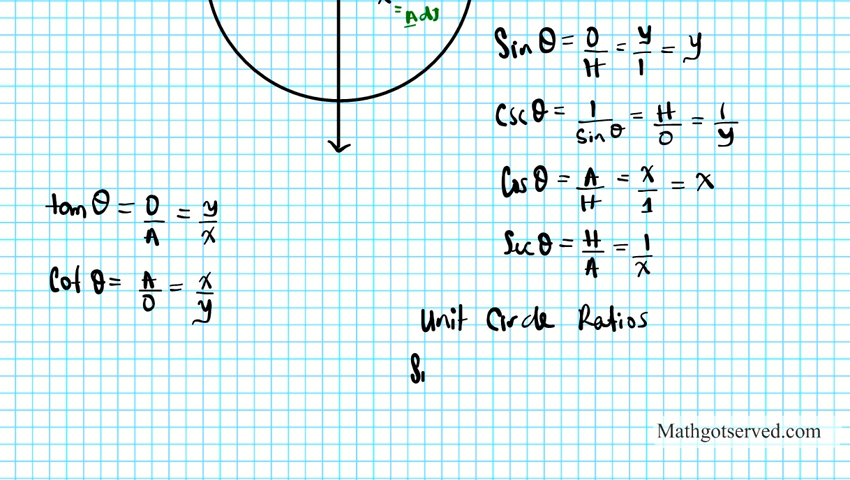 = Adj
Sin θ = O/H = y/1 = y
Csc θ = 1/Sin θ = H/O = 1/y
Cos θ = A/H = x/1 = x
Sec θ = H/A = 1/x
tan θ = O/A = y/x
Cot θ = A/O = x/y
Unit Circle Ratios
Mathgotserved.com